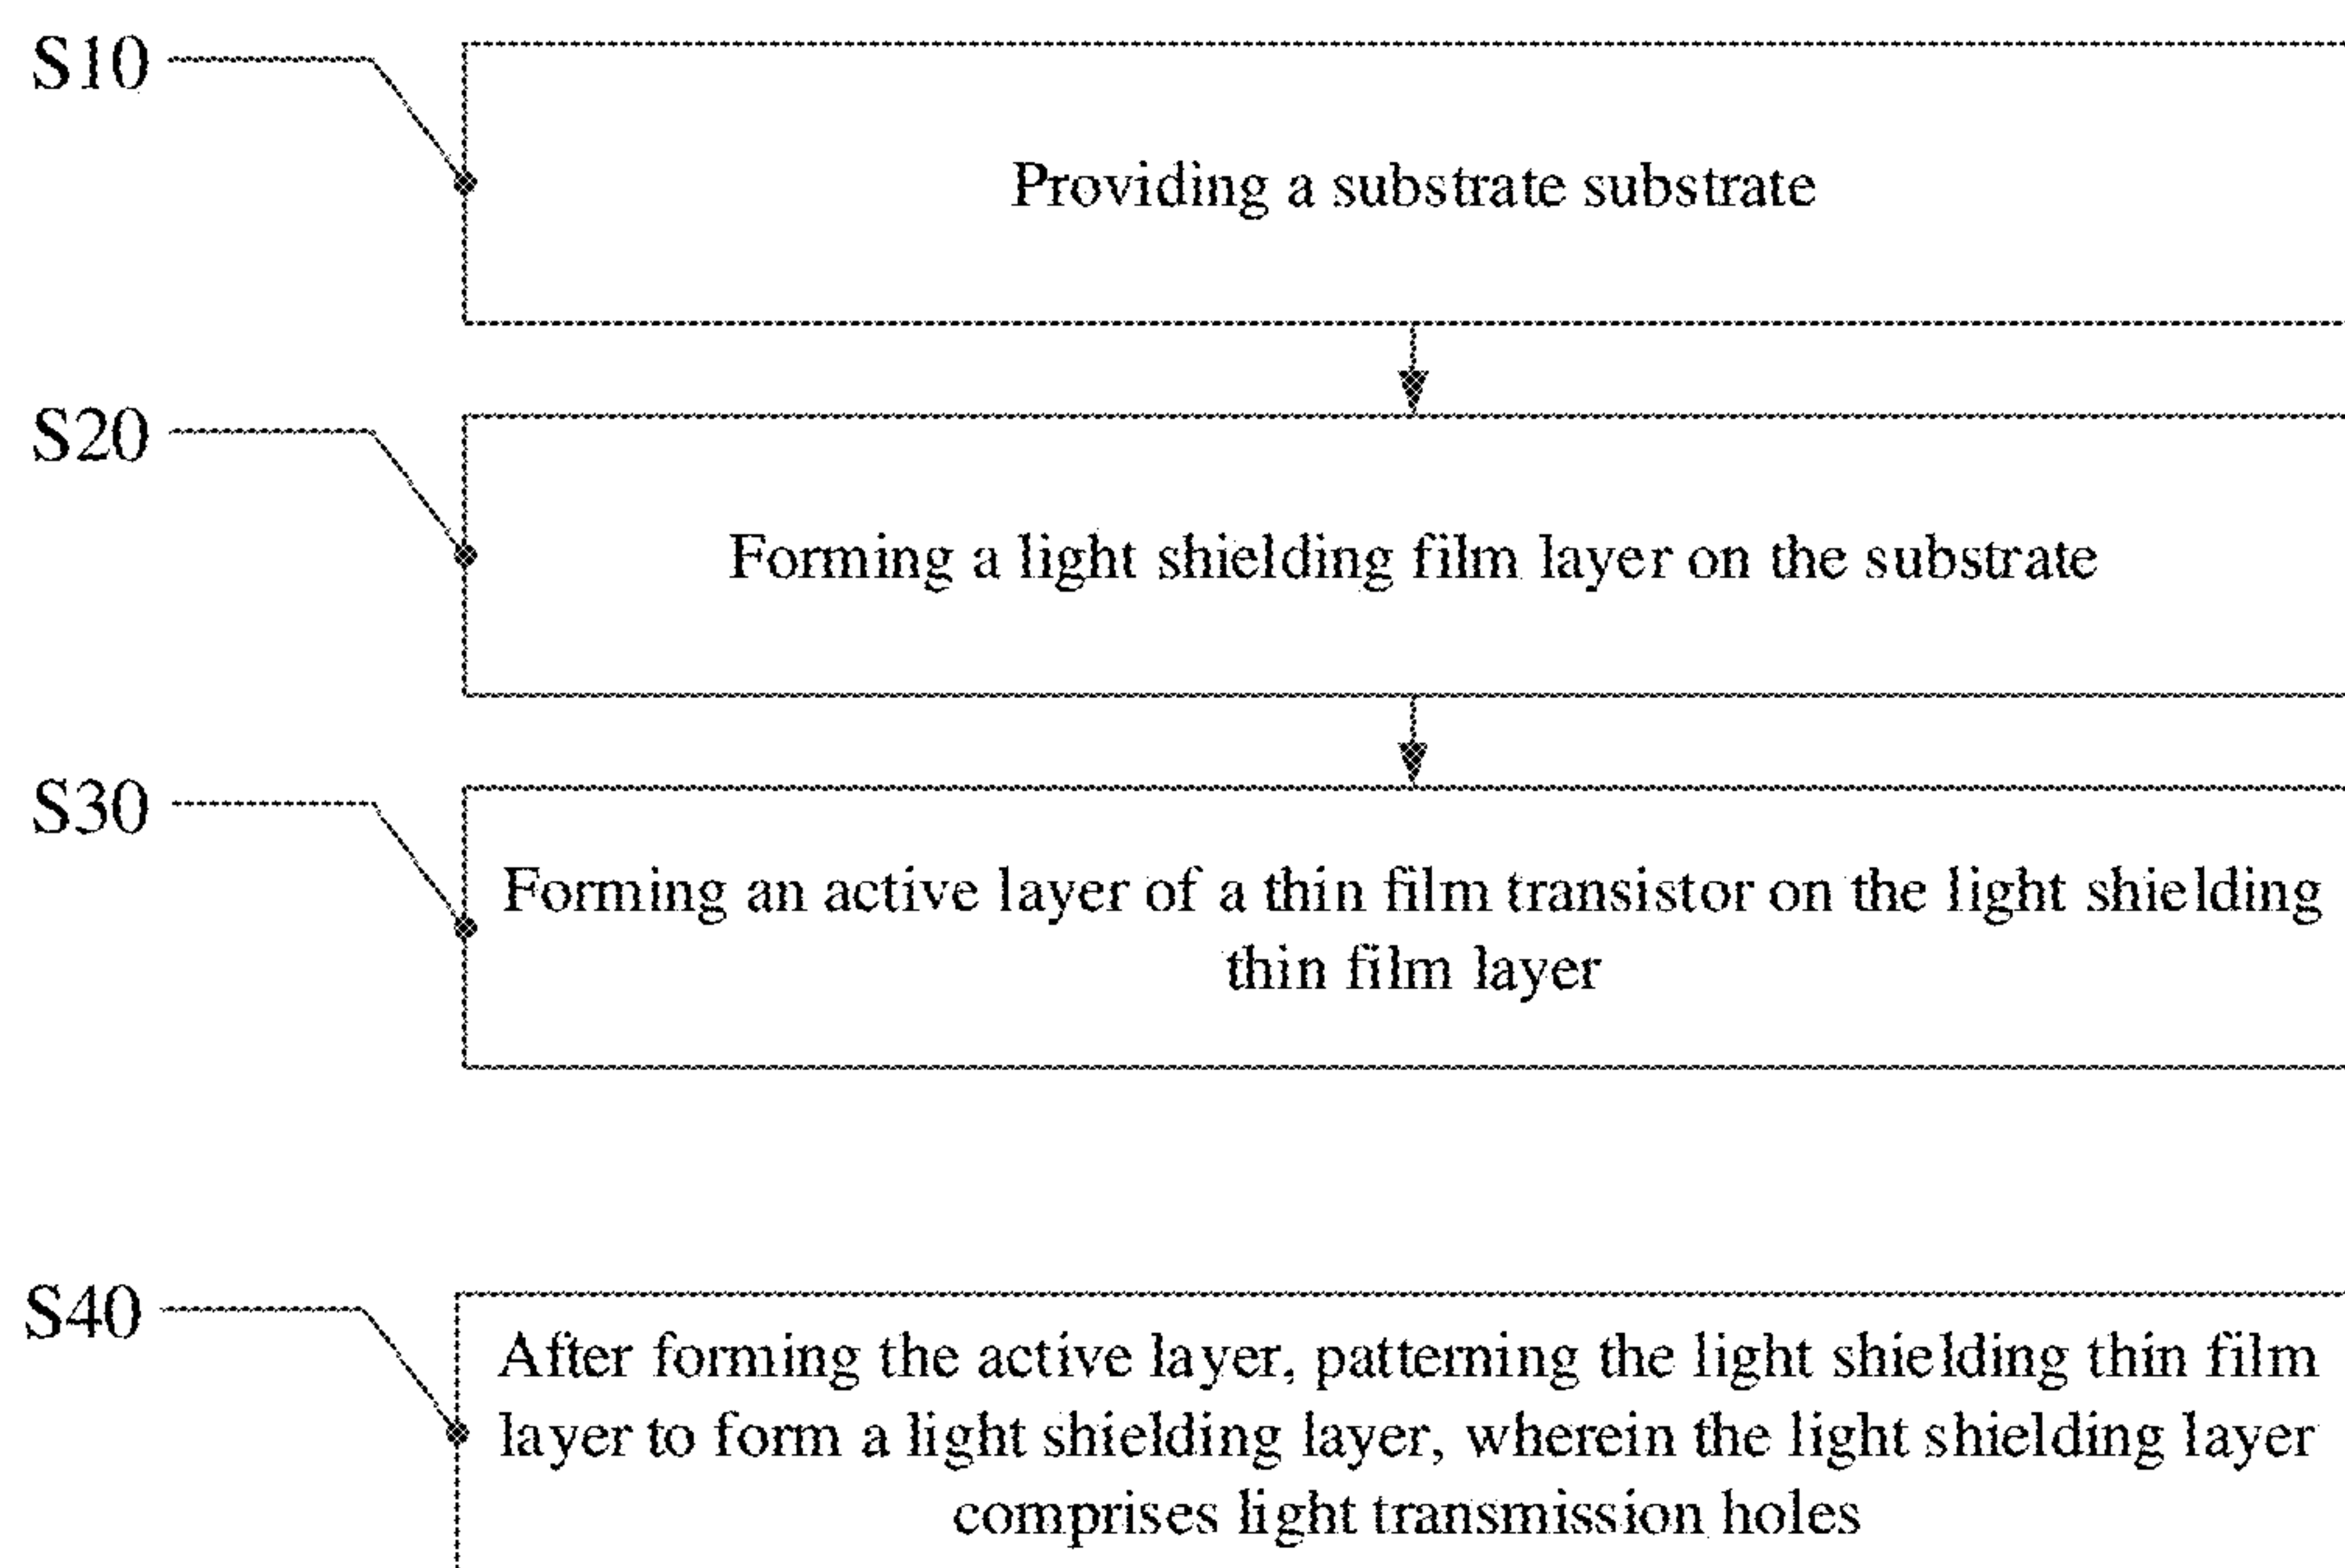 S10
Providing a substrate substrate
S20
Forming a light shielding film layer on the substrate
S30
Forming an active layer of a thin film transistor on the light shielding
thin film layer
S40
After forming the active layer, patterning the light shielding thin film
layer to form a light shielding layer, wherein the light shielding layer
comprises light transmission holes